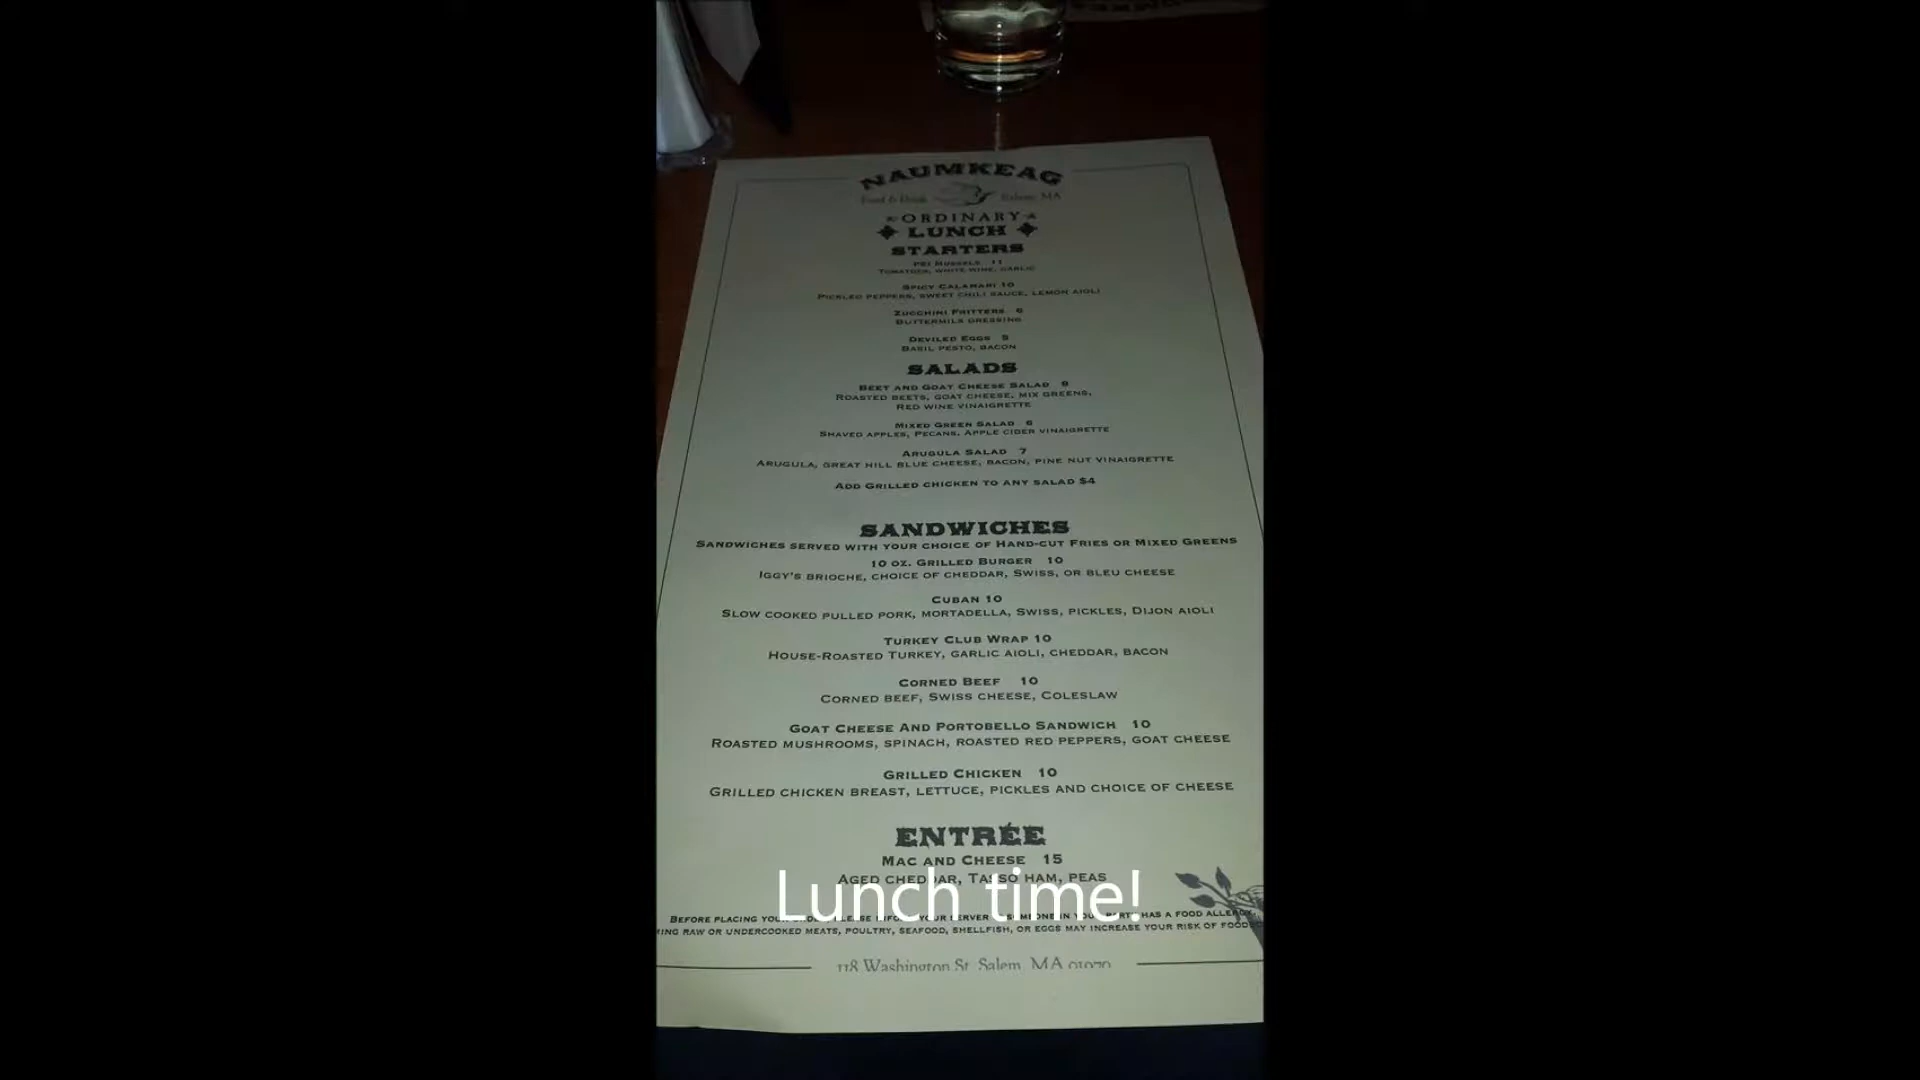 NAUMKEAG
Food & Drink Salem, MA
ORDINARY
LUNCH
STARTERS
PEI MUSSELS 11
TOMATOES, WHITE WINE, GARLIC
SPICY CALAMARI 10
PICKLED PEPPERS, SWEET CHILI SAUCE, LEMON AIOLI
ZUCCHINI FRITTERS 6
BUTTERMILK DRESSING
DEVILED EGGS 5
BASIL PESTO, BACON
SALADS
BEET AND GOAT CHEESE SALAD 8
ROASTED BEETS, GOAT CHEESE, MIX GREENS,
RED WINE VINAIGRETTE
MIXED GREEN SALAD 6
SHAVED APPLES, PECANS, APPLE CIDER VINAIGRETTE
ARUGULA SALAD 7
ARUGULA, GREAT HILL BLUE CHEESE, BACON, PINE NUT VINAIGRETTE
ADD GRILLED CHICKEN TO ANY SALAD $4
SANDWICHES
SANDWICHES SERVED WITH YOUR CHOICE OF HAND-CUT FRIES OR MIXED GREENS
10 OZ. GRILLED BURGER 10
IGGY'S BRIOCHE, CHOICE OF CHEDDAR, SWISS, OR BLEU CHEESE
CUBAN 10
SLOW COOKED PULLED PORK, MORTADELLA, SWISS, PICKLES, DIJON AIOLI
TURKEY CLUB WRAP 10
HOUSE-ROASTED TURKEY, GARLIC AIOLI, CHEDDAR, BACON
CORNED BEEF 10
CORNED BEEF, SWISS CHEESE, COLESLAW
GOAT CHEESE AND PORTOBELLO SANDWICH 10
ROASTED MUSHROOMS, SPINACH, ROASTED RED PEPPERS, GOAT CHEESE
GRILLED CHICKEN 10
GRILLED CHICKEN BREAST, LETTUCE, PICKLES AND CHOICE OF CHEESE
ENTRÉE
MAC AND CHEESE 15
AGED CHEDDAR, TASSO HAM, PEAS
Lunch time!
BEFORE PLACING YOUR YOUR SERVER SOMEONE IN HAS A FOOD ALLERGY
RAW OR UNDERCOOKED MEATS, POULTRY, SEAFOOD, SHELLFISH, OR EGGS MAY INCREASE YOUR RISK OF
118 Washington St. Salem, MA 01970